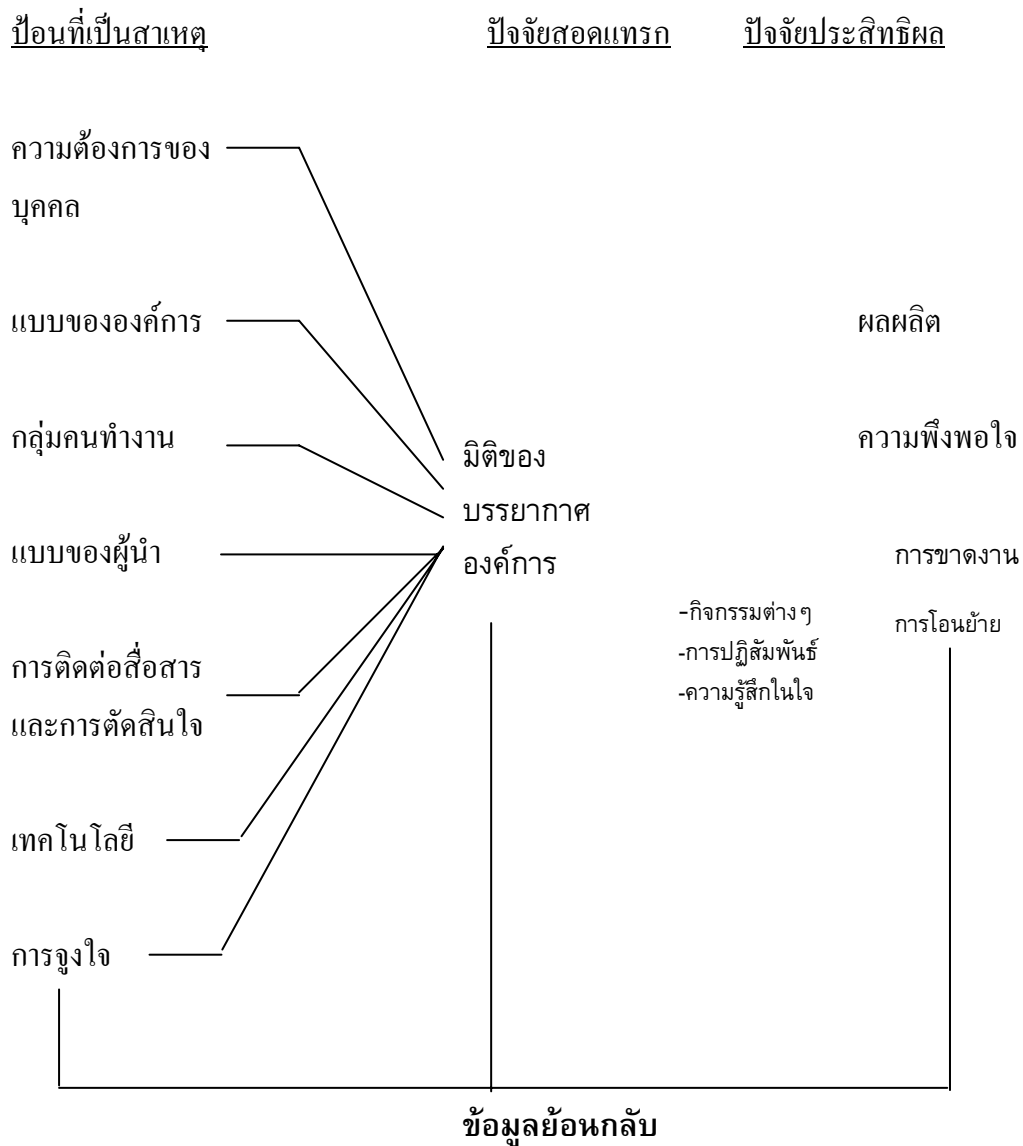 ป้อนที่เป็นสาเหตุ
ปัจจัยสอดแทรก
ปัจจัยประสิทธิผล
ความต้องการของ
บุคคล
แบบขององค์การ
กลุ่มคนทำงาน
แบบของผู้นำ
การติดต่อสื่อสาร
และการตัดสินใจ
เทคโนโลยี
การจูงใจ
มิติของ
บรรยากาศ
องค์การ
-กิจกรรมต่างๆ
-การปฏิสัมพันธ์
-ความรู้สึกในใจ
ผลผลิต
ความพึงพอใจ
การขาดงาน
การโอนย้าย
ข้อมูลย้อนกลับ